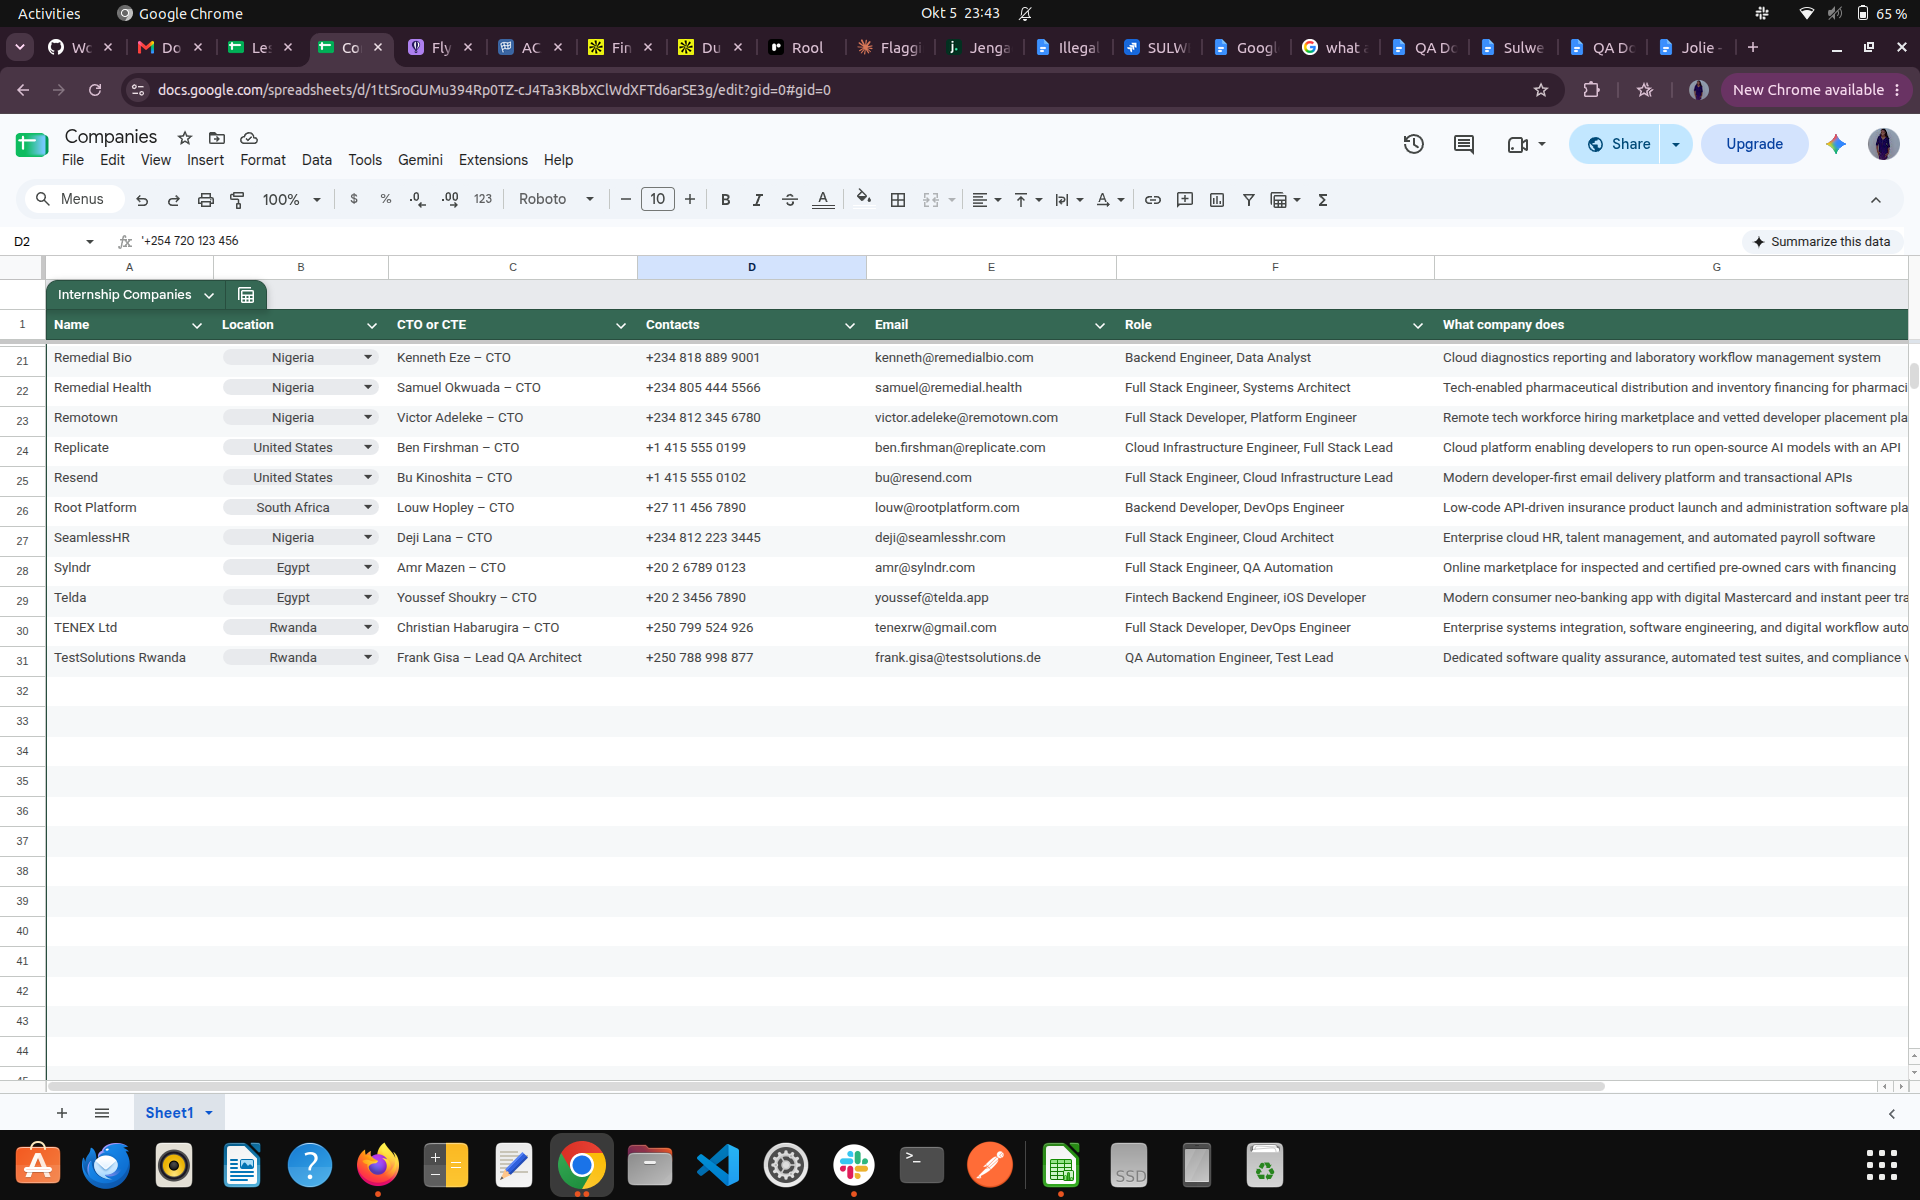 Activities Google Chrome Okt 5 23:43 65 %
Wc Do Le: Co Fly AC Fin Du Rool Flaggi Jenga Illegal SULW Googl what a QA Do Sulwe QA Do Jolie -
docs.google.com/spreadsheets/d/1ttSroGUMu394Rp0TZ-cJ4Ta3KBbXClWdXFTd6arSE3g/edit?gid=0#gid=0 New Chrome available
Companies
File Edit View Insert Format Data Tools Gemini Extensions Help
Share Upgrade
Menus 100% $ % .0 .00 123 Roboto 10 B I A
D2 fx '+254 720 123 456 Summarize this data
A B C D E F G
Internship Companies
1 Name Location CTO or CTE Contacts Email Role What company does
21 Remedial Bio Nigeria Kenneth Eze – CTO +234 818 889 9001 kenneth@remedialbio.com Backend Engineer, Data Analyst Cloud diagnostics reporting and laboratory workflow management system
22 Remedial Health Nigeria Samuel Okwuada – CTO +234 805 444 5566 samuel@remedial.health Full Stack Engineer, Systems Architect Tech-enabled pharmaceutical distribution and inventory financing for pharmaci
23 Remotown Nigeria Victor Adeleke – CTO +234 812 345 6780 victor.adeleke@remotown.com Full Stack Developer, Platform Engineer Remote tech workforce hiring marketplace and vetted developer placement pla
24 Replicate United States Ben Firshman – CTO +1 415 555 0199 ben.firshman@replicate.com Cloud Infrastructure Engineer, Full Stack Lead Cloud platform enabling developers to run open-source AI models with an API
25 Resend United States Bu Kinoshita – CTO +1 415 555 0102 bu@resend.com Full Stack Engineer, Cloud Infrastructure Lead Modern developer-first email delivery platform and transactional APIs
26 Root Platform South Africa Louw Hopley – CTO +27 11 456 7890 louw@rootplatform.com Backend Developer, DevOps Engineer Low-code API-driven insurance product launch and administration software pla
27 SeamlessHR Nigeria Deji Lana – CTO +234 812 223 3445 deji@seamlesshr.com Full Stack Engineer, Cloud Architect Enterprise cloud HR, talent management, and automated payroll software
28 Sylndr Egypt Amr Mazen – CTO +20 2 6789 0123 amr@sylndr.com Full Stack Engineer, QA Automation Online marketplace for inspected and certified pre-owned cars with financing
29 Telda Egypt Youssef Shoukry – CTO +20 2 3456 7890 youssef@telda.app Fintech Backend Engineer, iOS Developer Modern consumer neo-banking app with digital Mastercard and instant peer tra
30 TENEX Ltd Rwanda Christian Habarugira – CTO +250 799 524 926 tenexrw@gmail.com Full Stack Developer, DevOps Engineer Enterprise systems integration, software engineering, and digital workflow auto
31 TestSolutions Rwanda Rwanda Frank Gisa – Lead QA Architect +250 788 998 877 frank.gisa@testsolutions.de QA Automation Engineer, Test Lead Dedicated software quality assurance, automated test suites, and compliance v
32
33
34
35
36
37
38
39
40
41
42
43
44
45
Sheet1
SSD